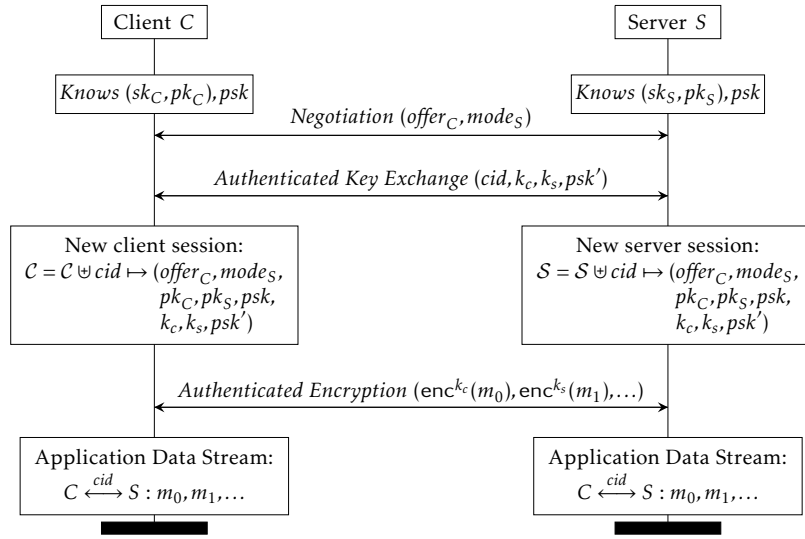 Client C
Server S
Knows (sk_C, pk_C), psk
Knows (sk_S, pk_S), psk
Negotiation (offer_C, mode_S)
Authenticated Key Exchange (cid, k_c, k_s, psk′)
New client session:
𝒞 = 𝒞 ⊎ cid ↦ (offer_C, mode_S,
pk_C, pk_S, psk,
k_c, k_s, psk′)
New server session:
𝒮 = 𝒮 ⊎ cid ↦ (offer_C, mode_S,
pk_C, pk_S, psk,
k_c, k_s, psk′)
Authenticated Encryption (enc^{k_c}(m_0), enc^{k_s}(m_1), …)
Application Data Stream:
C ⟷^{cid} S : m_0, m_1, …
Application Data Stream:
C ⟷^{cid} S : m_0, m_1, …